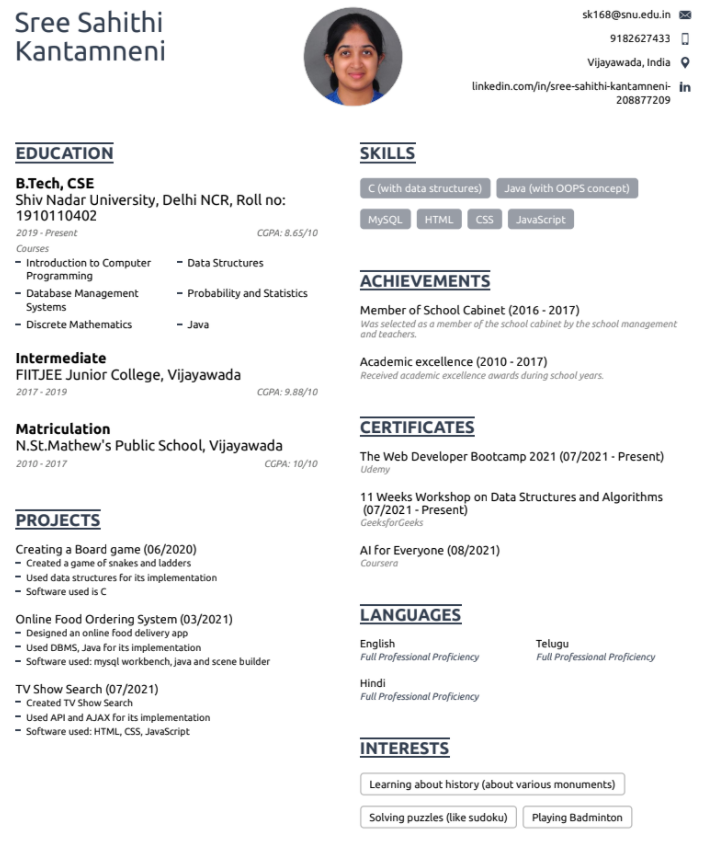 Sree Sahithi
Kantamneni
sk168@snu.edu.in
9182627433
Vijayawada, India
linkedin.com/in/sree-sahithi-kantamneni-
208877209
EDUCATION
B.Tech, CSE
Shiv Nadar University, Delhi NCR, Roll no:
1910110402
2019 - Present CGPA: 8.65/10
Courses
– Introduction to Computer
Programming
– Data Structures
– Database Management
Systems
– Probability and Statistics
– Discrete Mathematics
– Java
Intermediate
FIITJEE Junior College, Vijayawada
2017 - 2019 CGPA: 9.88/10
Matriculation
N.St.Mathew's Public School, Vijayawada
2010 - 2017 CGPA: 10/10
PROJECTS
Creating a Board game (06/2020)
– Created a game of snakes and ladders
– Used data structures for its implementation
– Software used is C
Online Food Ordering System (03/2021)
– Designed an online food delivery app
– Used DBMS, Java for its implementation
– Software used: mysql workbench, java and scene builder
TV Show Search (07/2021)
– Created TV Show Search
– Used API and AJAX for its implementation
– Software used: HTML, CSS, JavaScript
SKILLS
C (with data structures) Java (with OOPS concept)
MySQL HTML CSS JavaScript
ACHIEVEMENTS
Member of School Cabinet (2016 - 2017)
Was selected as a member of the school cabinet by the school management
and teachers.
Academic excellence (2010 - 2017)
Received academic excellence awards during school years.
CERTIFICATES
The Web Developer Bootcamp 2021 (07/2021 - Present)
Udemy
11 Weeks Workshop on Data Structures and Algorithms
(07/2021 - Present)
GeeksforGeeks
AI for Everyone (08/2021)
Coursera
LANGUAGES
English
Full Professional Proficiency
Telugu
Full Professional Proficiency
Hindi
Full Professional Proficiency
INTERESTS
Learning about history (about various monuments)
Solving puzzles (like sudoku) Playing Badminton